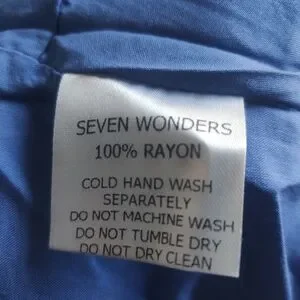 SEVEN WONDERS
100% RAYON
COLD HAND WASH
SEPARATELY
DO NOT MACHINE WASH
DO NOT TUMBLE DRY
DO NOT DRY CLEAN